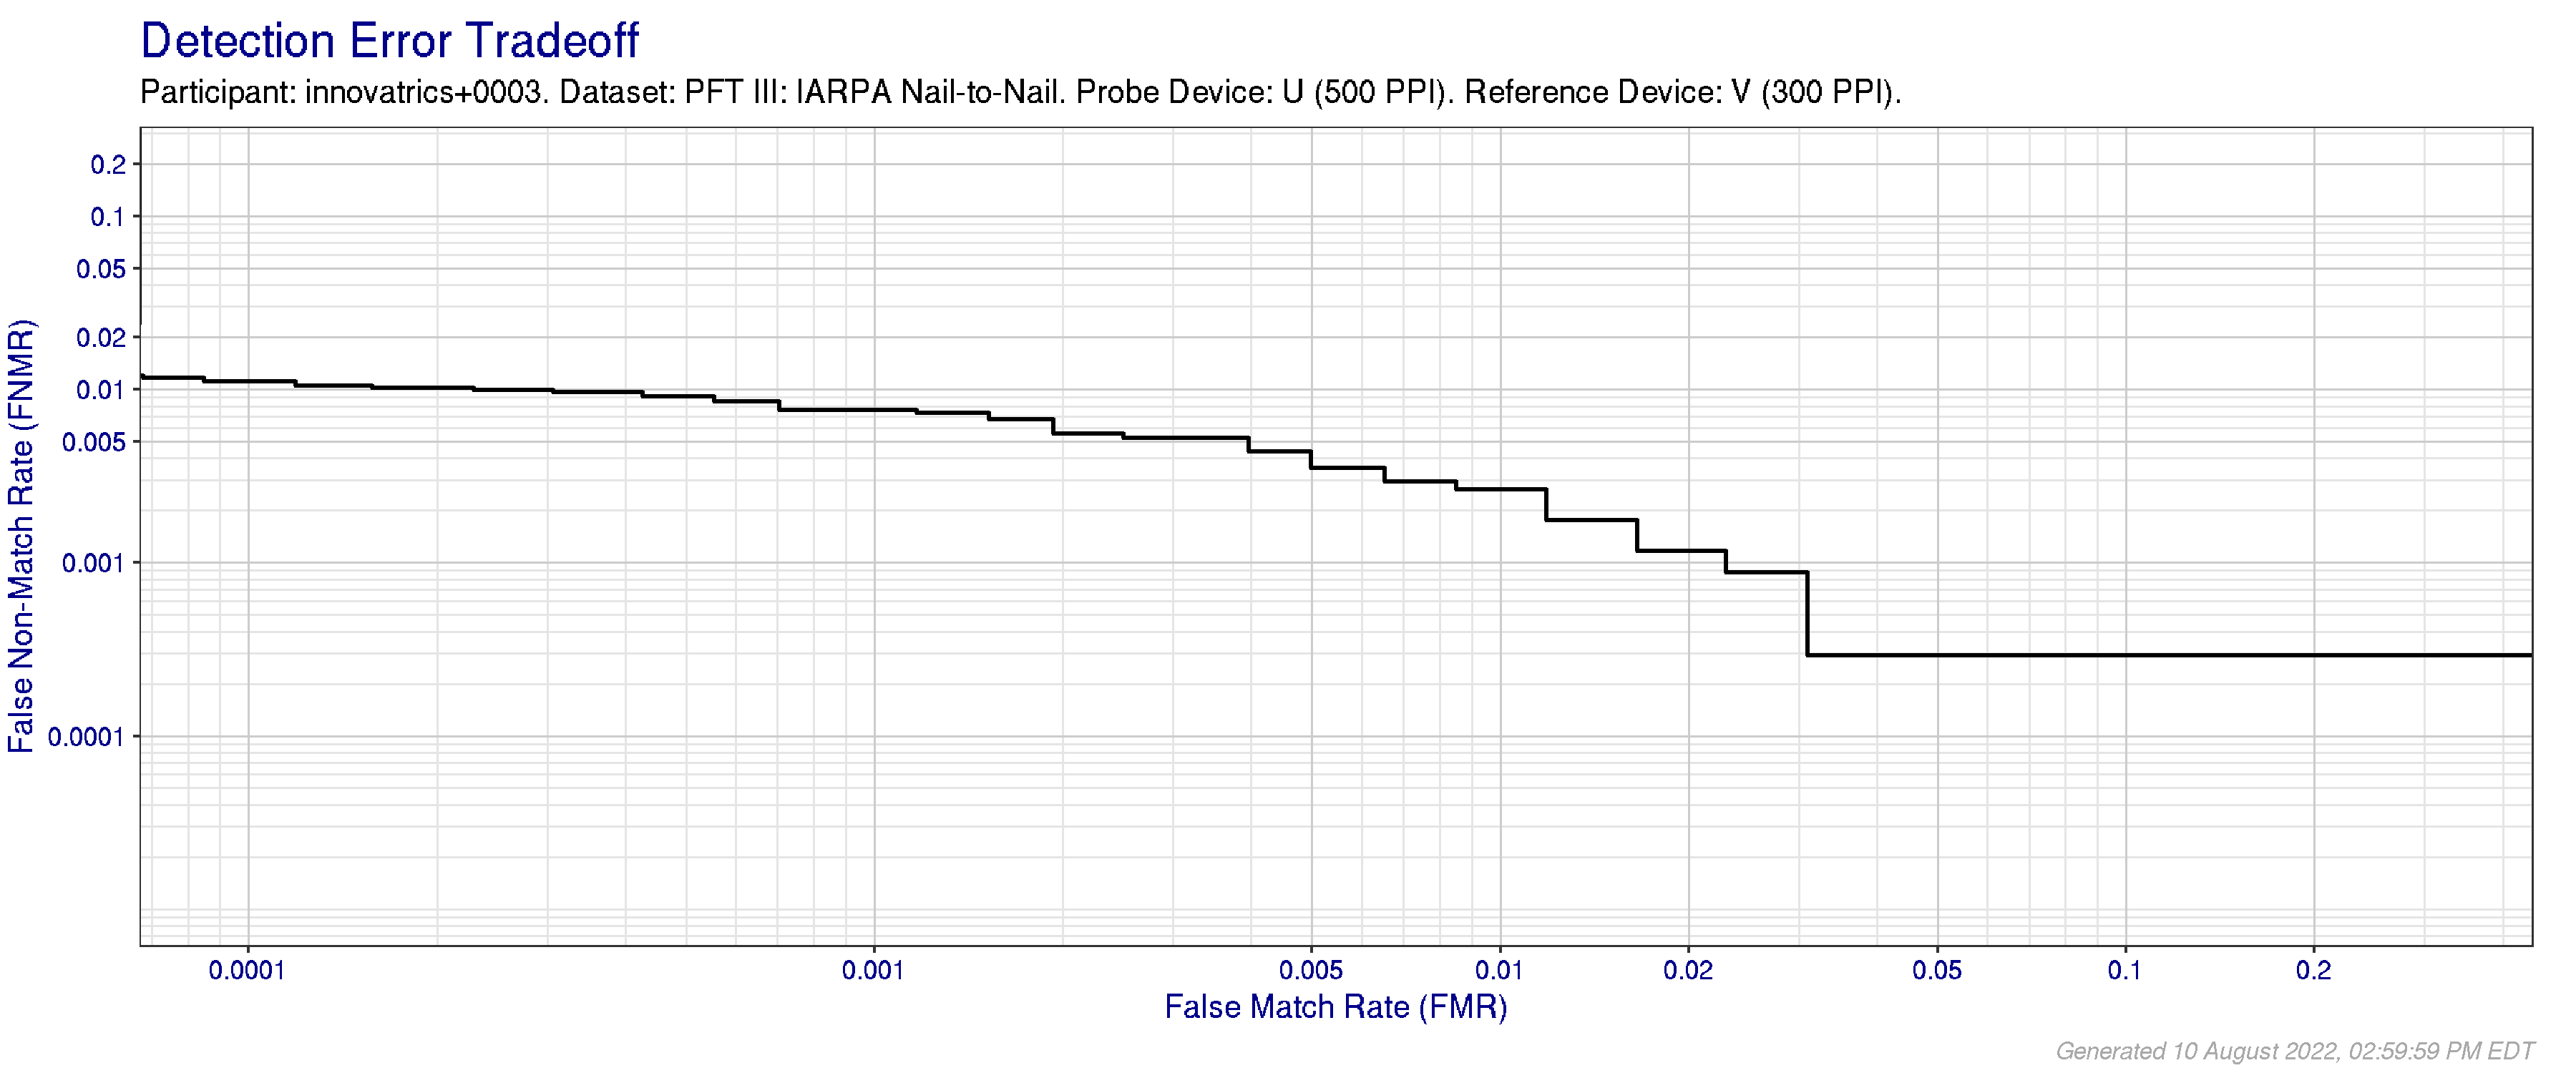 Detection Error Tradeoff
Participant: innovatrics+0003. Dataset: PFT III: IARPA Nail-to-Nail. Probe Device: U (500 PPI). Reference Device: V (300 PPI).
False Non-Match Rate (FNMR)
0.2
0.1
0.05
0.02
0.01
0.005
0.001
0.0001
0.0001 0.001 0.005 0.01 0.02 0.05 0.1 0.2
False Match Rate (FMR)
Generated 10 August 2022, 02:59:59 PM EDT